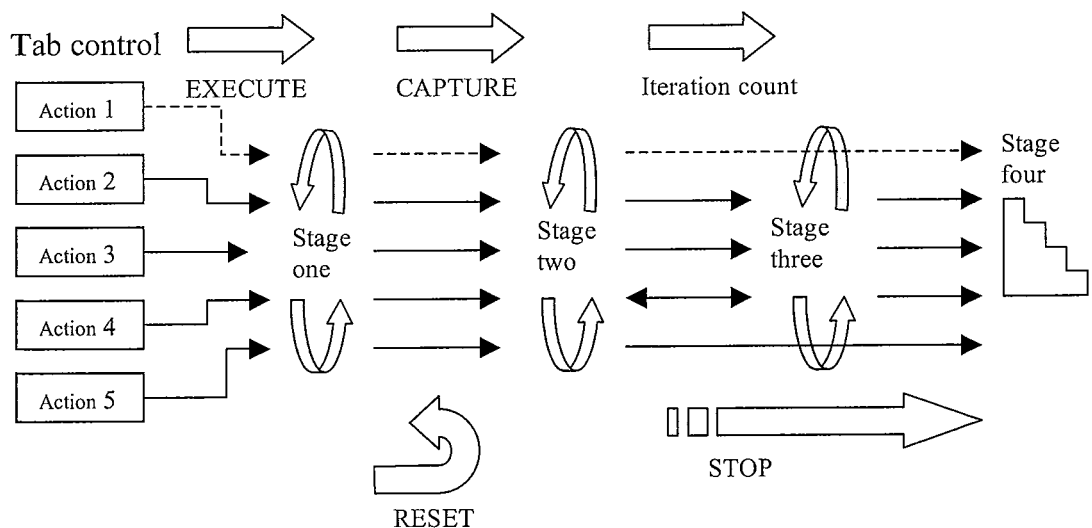 Tab control
EXECUTE
CAPTURE
Iteration count
Action 1
Action 2
Action 3
Action 4
Action 5
Stage
one
Stage
two
Stage
three
Stage
four
RESET
STOP